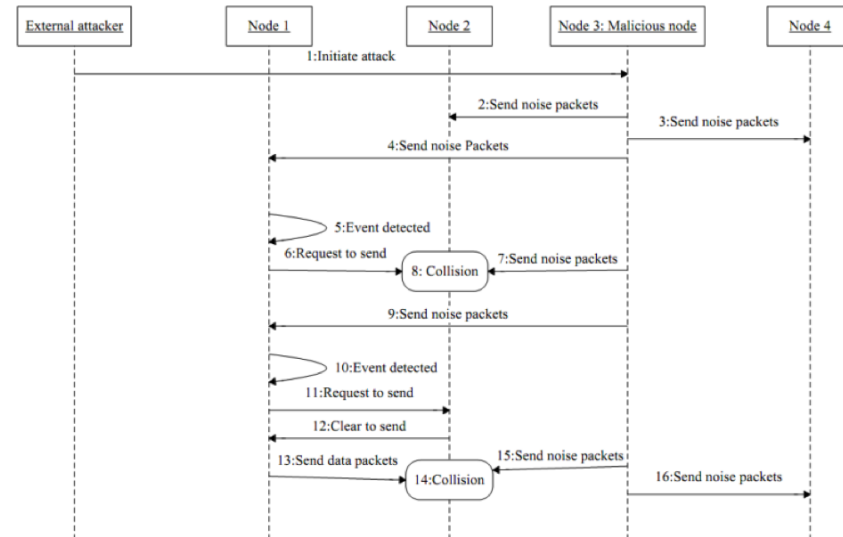 External attacker
Node 1
Node 2
Node 3: Malicious node
Node 4
1:Initiate attack
2:Send noise packets
3:Send noise packets
4:Send noise Packets
5:Event detected
6:Request to send
7:Send noise packets
8: Collision
9:Send noise packets
10:Event detected
11:Request to send
12:Clear to send
13:Send data packets
14:Collision
15:Send noise packets
16:Send noise packets